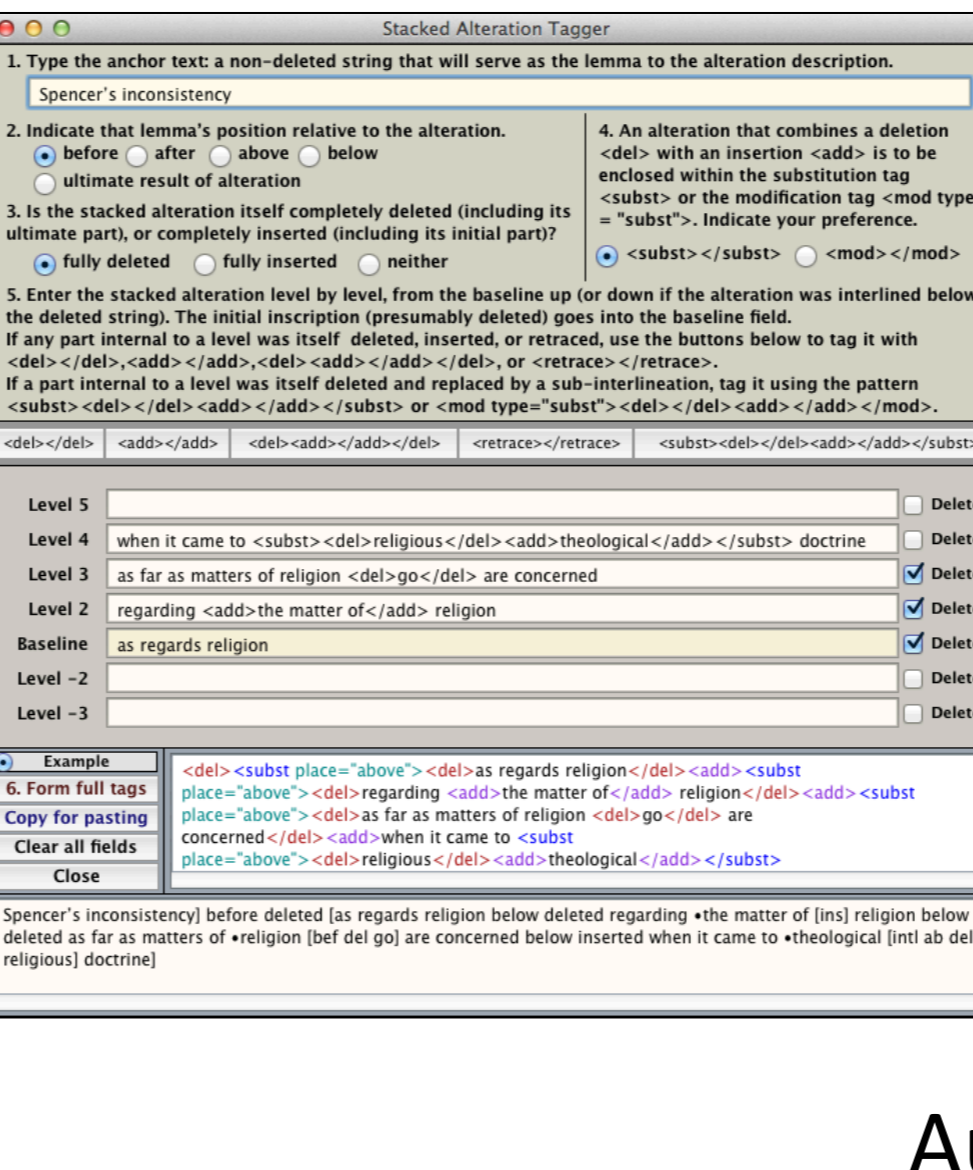 Stacked Alteration Tagger
1. Type the anchor text: a non-deleted string that will serve as the lemma to the alteration description.
Spencer's inconsistency
2. Indicate that lemma's position relative to the alteration.
before after above below
ultimate result of alteration
3. Is the stacked alteration itself completely deleted (including its
ultimate part), or completely inserted (including its initial part)?
fully deleted fully inserted neither
4. An alteration that combines a deletion
<del> with an insertion <add> is to be
enclosed within the substitution tag
<subst> or the modification tag <mod type
= "subst">. Indicate your preference.
<subst></subst> <mod></mod>
5. Enter the stacked alteration level by level, from the baseline up (or down if the alteration was interlined below
the deleted string). The initial inscription (presumably deleted) goes into the baseline field.
If any part internal to a level was itself deleted, inserted, or retraced, use the buttons below to tag it with
<del></del>,<add></add>,<del><add></add></del>, or <retrace></retrace>.
If a part internal to a level was itself deleted and replaced by a sub-interlineation, tag it using the pattern
<subst><del></del><add></add></subst> or <mod type="subst"><del></del><add></add></mod>.
<del></del> <add></add> <del><add></add></del> <retrace></retrace> <subst><del></del><add></add></subst>
Level 5 Delet
Level 4 when it came to <subst><del>religious</del><add>theological</add></subst> doctrine Delet
Level 3 as far as matters of religion <del>go</del> are concerned Delet
Level 2 regarding <add>the matter of</add> religion Delet
Baseline as regards religion Delet
Level -2 Delet
Level -3 Delet
Example
6. Form full tags
Copy for pasting
Clear all fields
Close
<del><subst place="above"><del>as regards religion</del><add><subst
place="above"><del>regarding <add>the matter of</add> religion</del><add><subst
place="above"><del>as far as matters of religion <del>go</del> are
concerned</del><add>when it came to <subst
place="above"><del>religious</del><add>theological</add></subst>
Spencer's inconsistency] before deleted [as regards religion below deleted regarding •the matter of [ins] religion below
deleted as far as matters of •religion [bef del go] are concerned below inserted when it came to •theological [intl ab del
religious] doctrine]
Au